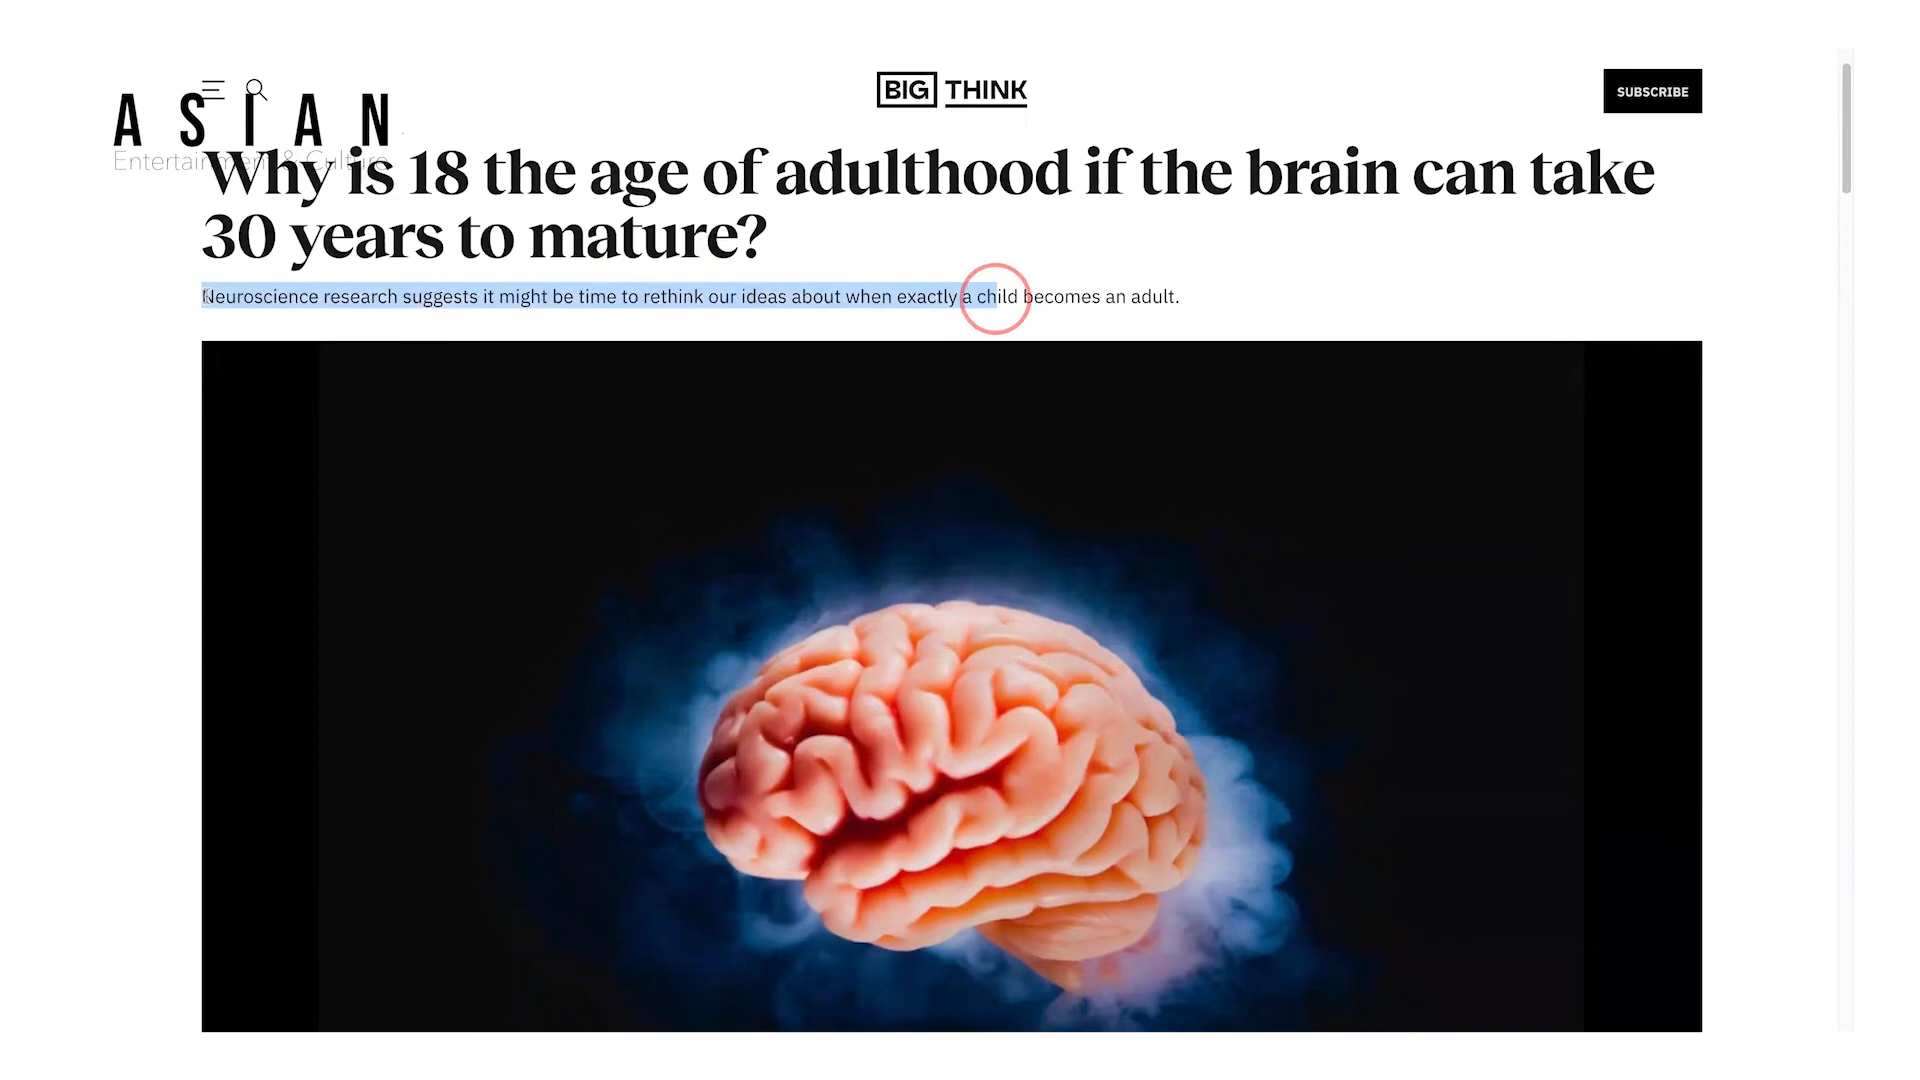 ASIAN
Entertainment & Culture
BIG THINK
SUBSCRIBE
Why is 18 the age of adulthood if the brain can take
30 years to mature?
Neuroscience research suggests it might be time to rethink our ideas about when exactly a child becomes an adult.